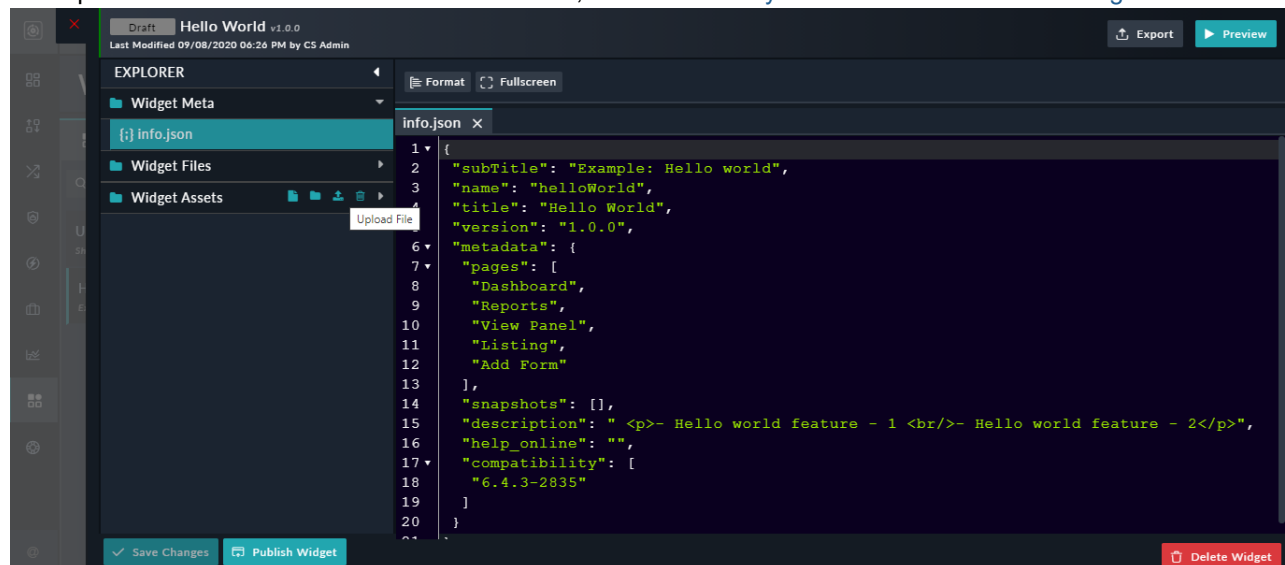 Draft Hello World v1.0.0
Last Modified 09/08/2020 06:26 PM by CS Admin
Export
Preview
EXPLORER
Widget Meta
{;} info.json
Widget Files
Widget Assets
Upload File
Format
Fullscreen
info.json ×
1 {
2 "subTitle": "Example: Hello world",
3 "name": "helloWorld",
"title": "Hello World",
"version": "1.0.0",
6 "metadata": {
7 "pages": [
8 "Dashboard",
9 "Reports",
10 "View Panel",
11 "Listing",
12 "Add Form"
13 ],
14 "snapshots": [],
15 "description": " <p>- Hello world feature - 1 <br/>- Hello world feature - 2</p>",
16 "help_online": "",
17 "compatibility": [
18 "6.4.3-2835"
19 ]
20 }
Save Changes
Publish Widget
Delete Widget